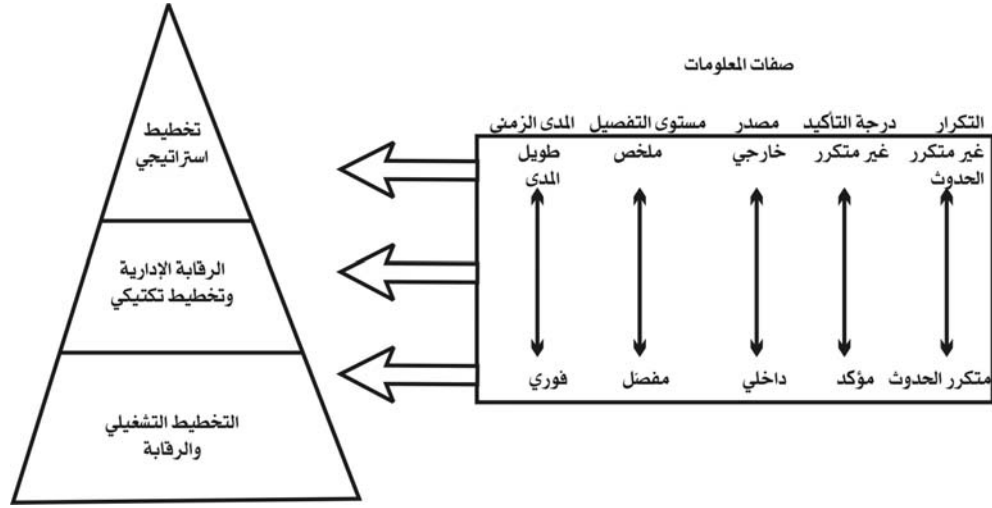 صفات المعلومات
التكرار درجة التأكيد مصدر مستوى التفصيل المدى الزمني
غير متكرر غير متكرر خارجي ملخص طويل
الحدوث المدى
متكرر الحدوث مؤكد داخلي مفصل فوري
تخطيط
استراتيجي
الرقابة الإدارية
وتخطيط تكتيكي
التخطيط التشغيلي
والرقابة